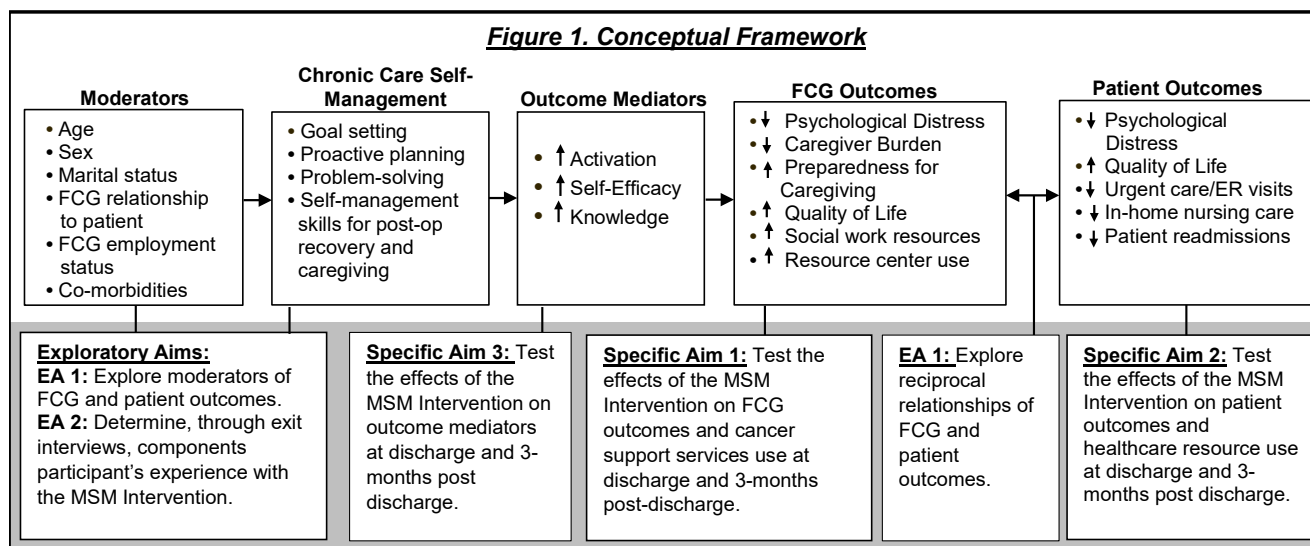 Figure 1. Conceptual Framework
Moderators
• Age
• Sex
• Marital status
• FCG relationship
to patient
• FCG employment
status
• Co-morbidities
Chronic Care Self-
Management
• Goal setting
• Proactive planning
• Problem-solving
• Self-management
skills for post-op
recovery and
caregiving
Outcome Mediators
• ↑ Activation
• ↑ Self-Efficacy
• ↑ Knowledge
FCG Outcomes
• ↓ Psychological Distress
• ↓ Caregiver Burden
• ↑ Preparedness for
Caregiving
• ↑ Quality of Life
• ↑ Social work resources
• ↑ Resource center use
Patient Outcomes
• ↓ Psychological
Distress
• ↑ Quality of Life
• ↓ Urgent care/ER visits
• ↓ In-home nursing care
• ↓ Patient readmissions
Exploratory Aims:
EA 1: Explore moderators of
FCG and patient outcomes.
EA 2: Determine, through exit
interviews, components
participant's experience with
the MSM Intervention.
Specific Aim 3: Test
the effects of the
MSM Intervention on
outcome mediators
at discharge and 3-
months post
discharge.
Specific Aim 1: Test the
effects of the MSM
Intervention on FCG
outcomes and cancer
support services use at
discharge and 3-months
post-discharge.
EA 1: Explore
reciprocal
relationships of
FCG and
patient
outcomes.
Specific Aim 2: Test
the effects of the MSM
Intervention on patient
outcomes and
healthcare resource use
at discharge and 3-
months post discharge.